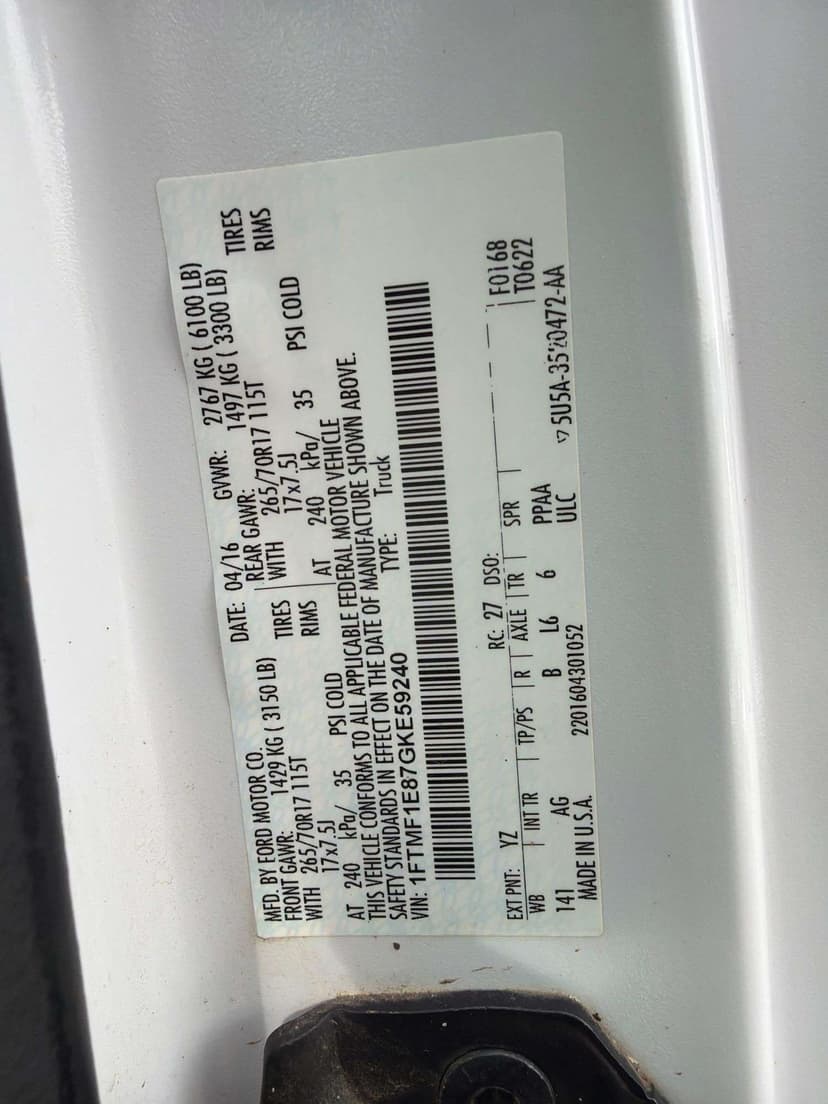 MFD. BY FORD MOTOR CO. DATE: 04/16 GVWR: 2767 KG ( 6100 LB)
FRONT GAWR: 1429 KG ( 3150 LB) REAR GAWR: 1497 KG ( 3300 LB)
WITH 265/70R17 115T TIRES WITH 265/70R17 115T TIRES
17x7.5J RIMS 17x7.5J RIMS
AT 240 kPa/ 35 PSI COLD AT 240 kPa/ 35 PSI COLD
THIS VEHICLE CONFORMS TO ALL APPLICABLE FEDERAL MOTOR VEHICLE
SAFETY STANDARDS IN EFFECT ON THE DATE OF MANUFACTURE SHOWN ABOVE.
VIN: 1FTMF1E87GKE59240 TYPE: Truck
EXT PNT: YZ RC: 27 DSO: F0168
WB INT TR TP/PS R AXLE TR SPR T0622
141 AG B L6 6 PPAA
MADE IN U.S.A. 2201604301052 ULC